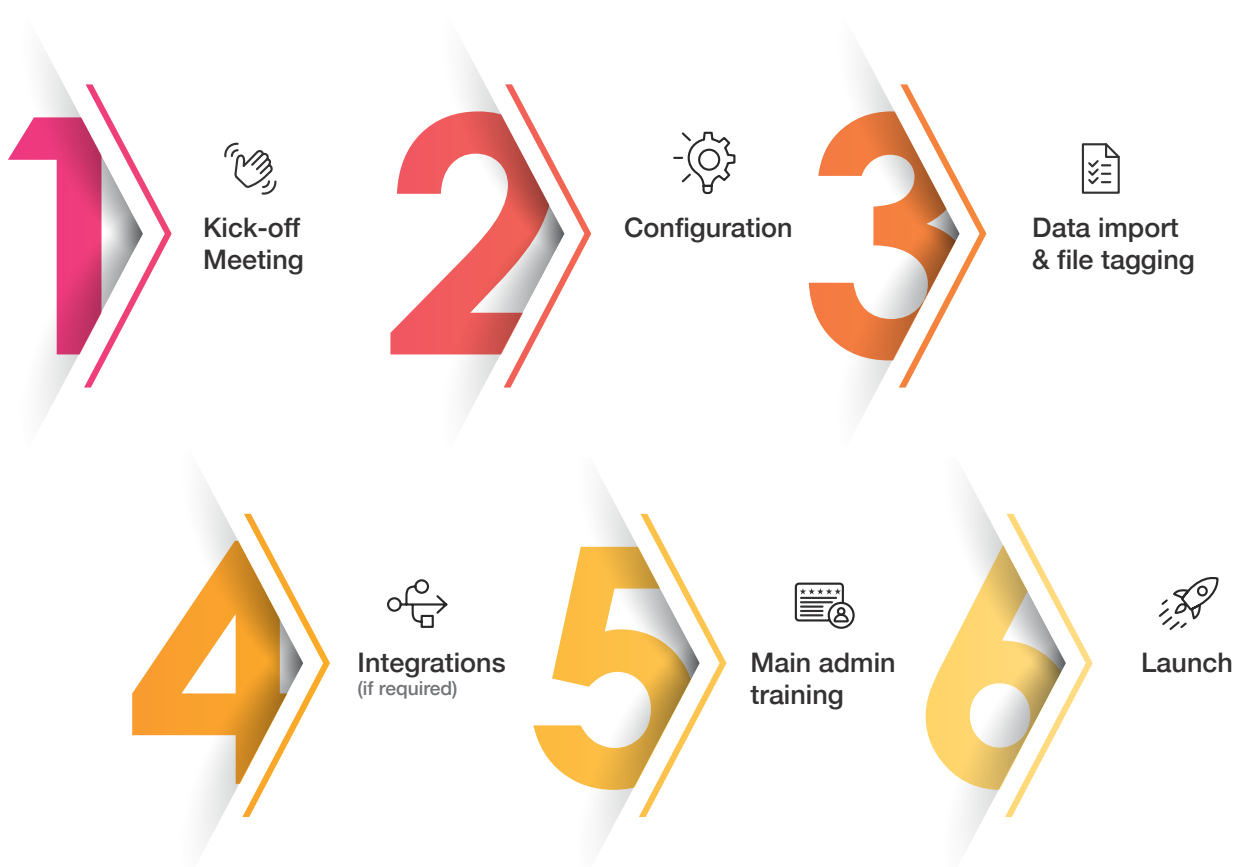 1
Kick-off
Meeting
2
Configuration
3
Data import
& file tagging
4
Integrations
(if required)
5
Main admin
training
6
Launch